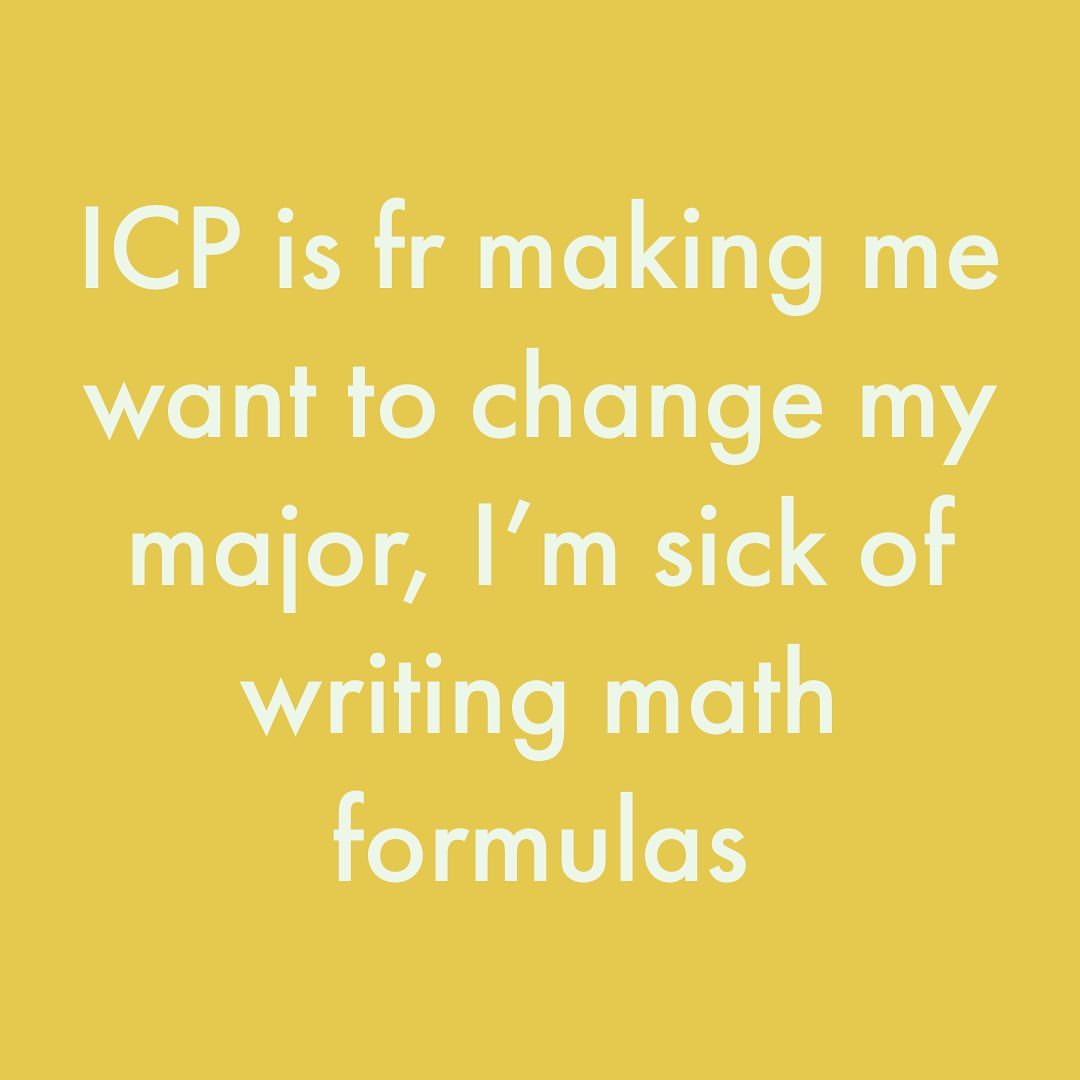 ICP is fr making me
want to change my
major, I’m sick of
writing math
formulas